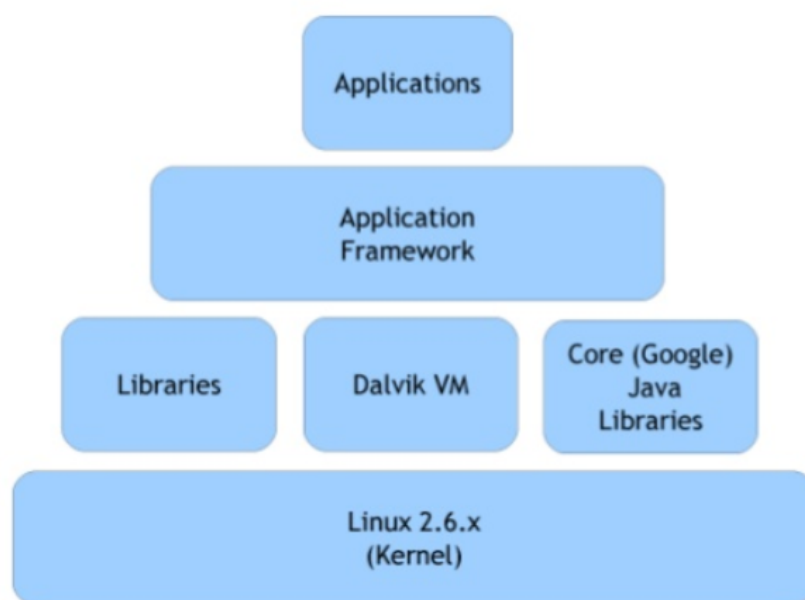 Applications
Application
Framework
Libraries
Dalvik VM
Core (Google)
Java
Libraries
Linux 2.6.x
(Kernel)